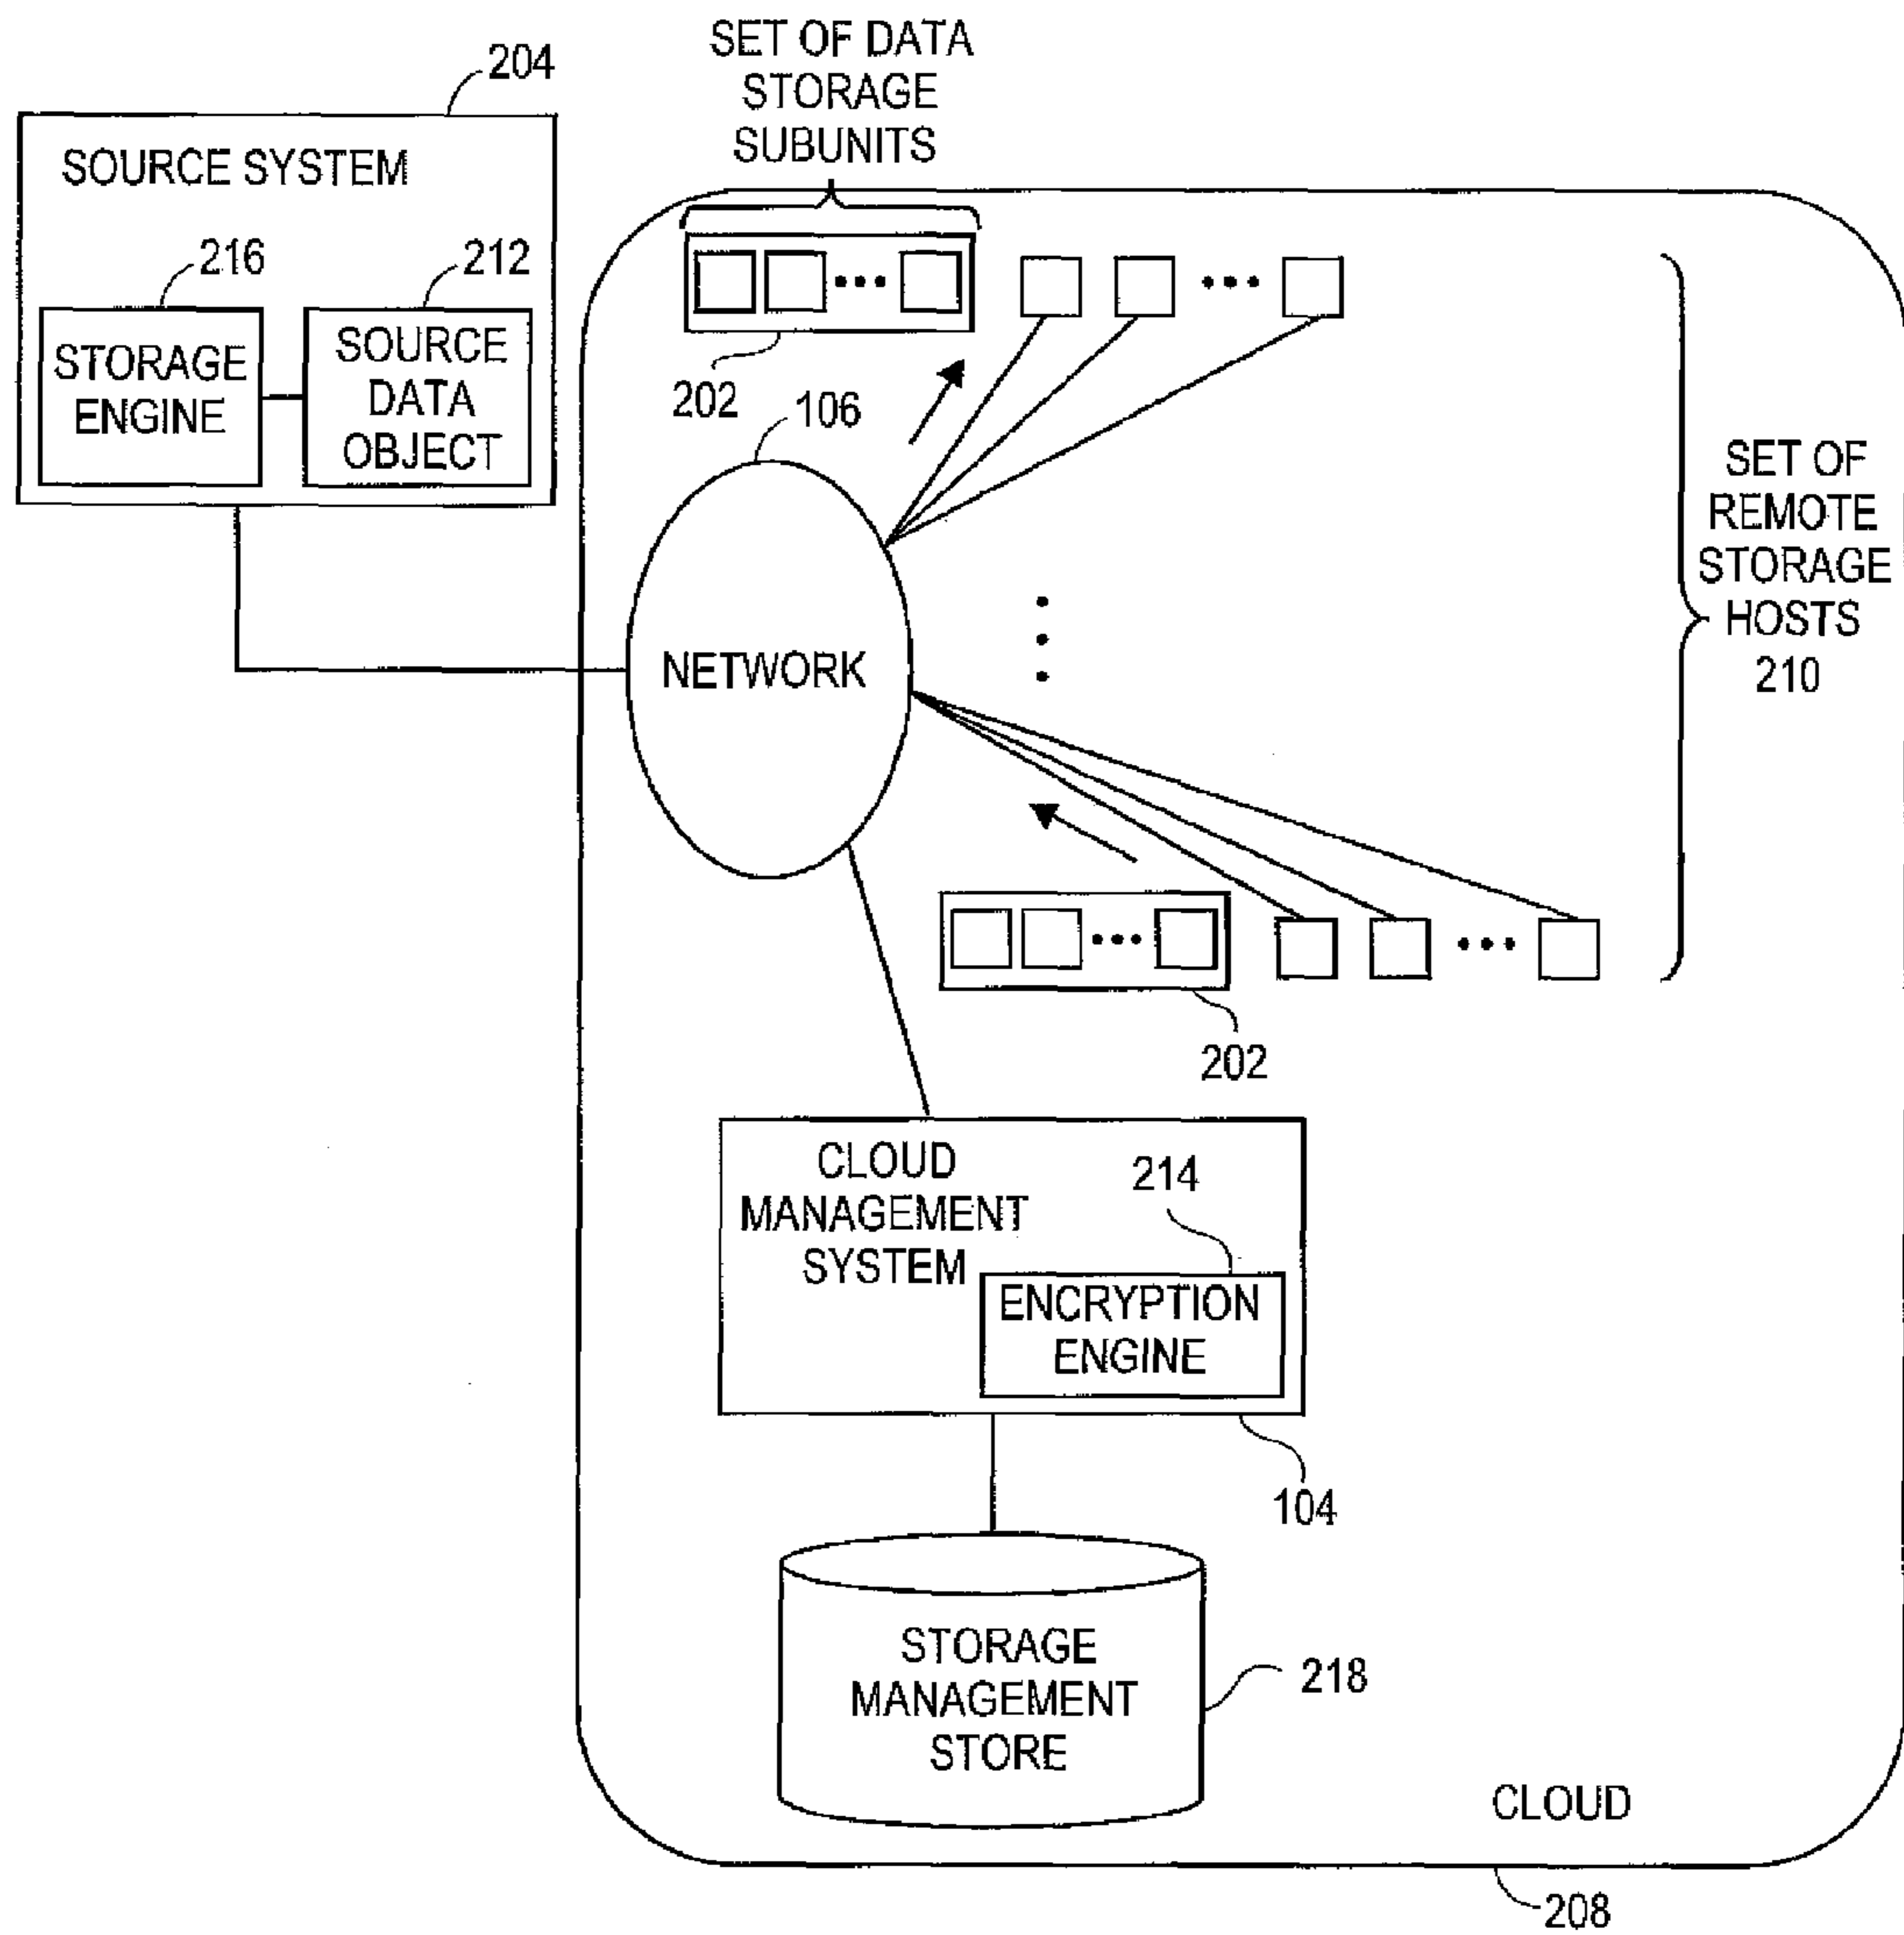 204
SOURCE SYSTEM
216
212
STORAGE
ENGINE
SOURCE
DATA
OBJECT
SET OF DATA
STORAGE
SUBUNITS
202
106
NETWORK
SET OF
REMOTE
STORAGE
HOSTS
210
202
CLOUD
MANAGEMENT
SYSTEM
214
ENCRYPTION
ENGINE
104
STORAGE
MANAGEMENT
STORE
218
CLOUD
208